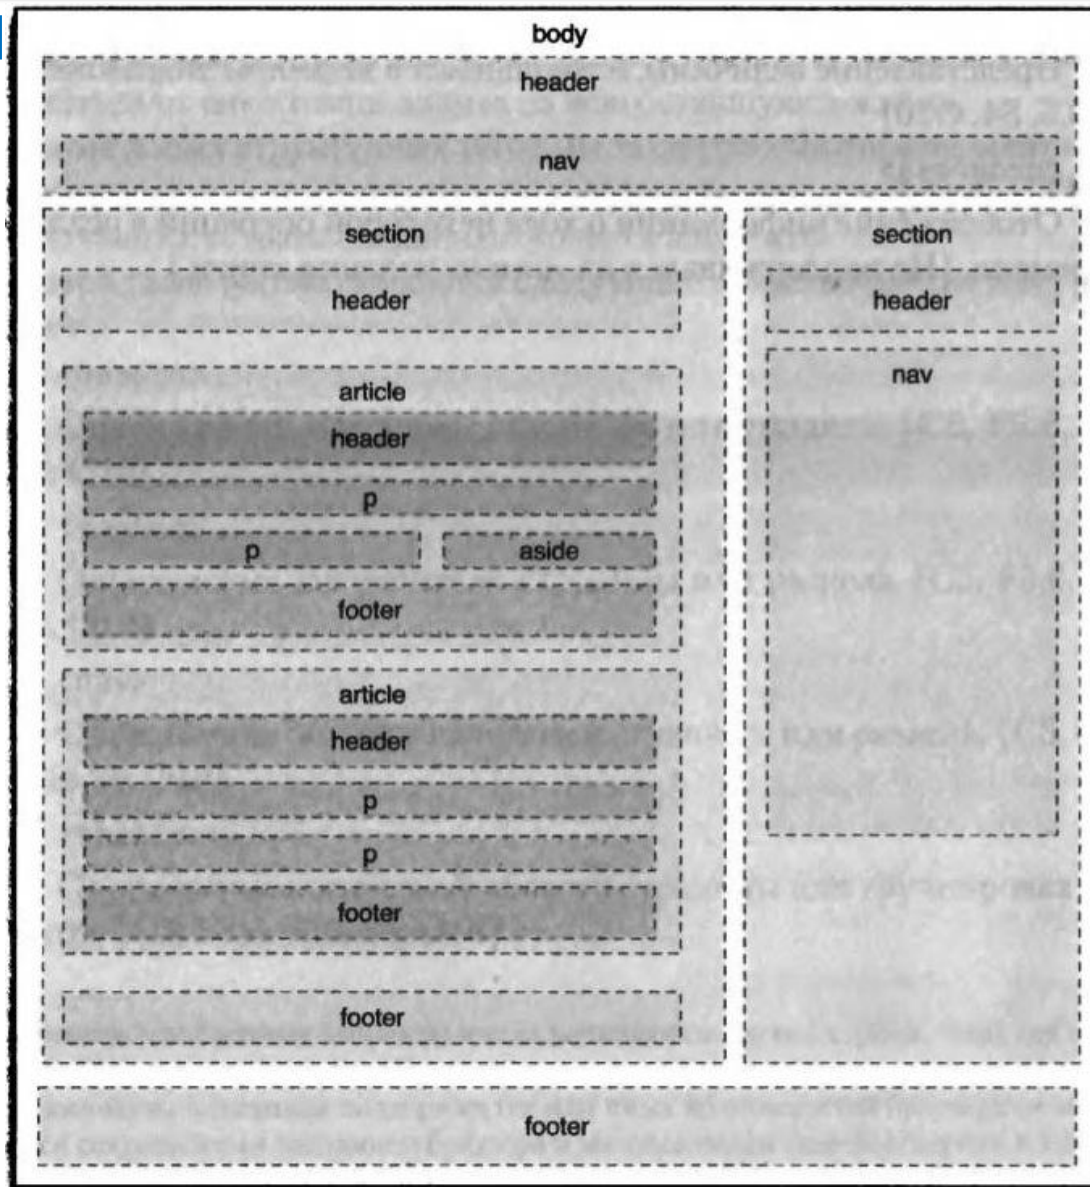 body
header
nav
section
header
article
header
p
p aside
footer
article
header
p
p
footer
footer
section
header
nav
footer